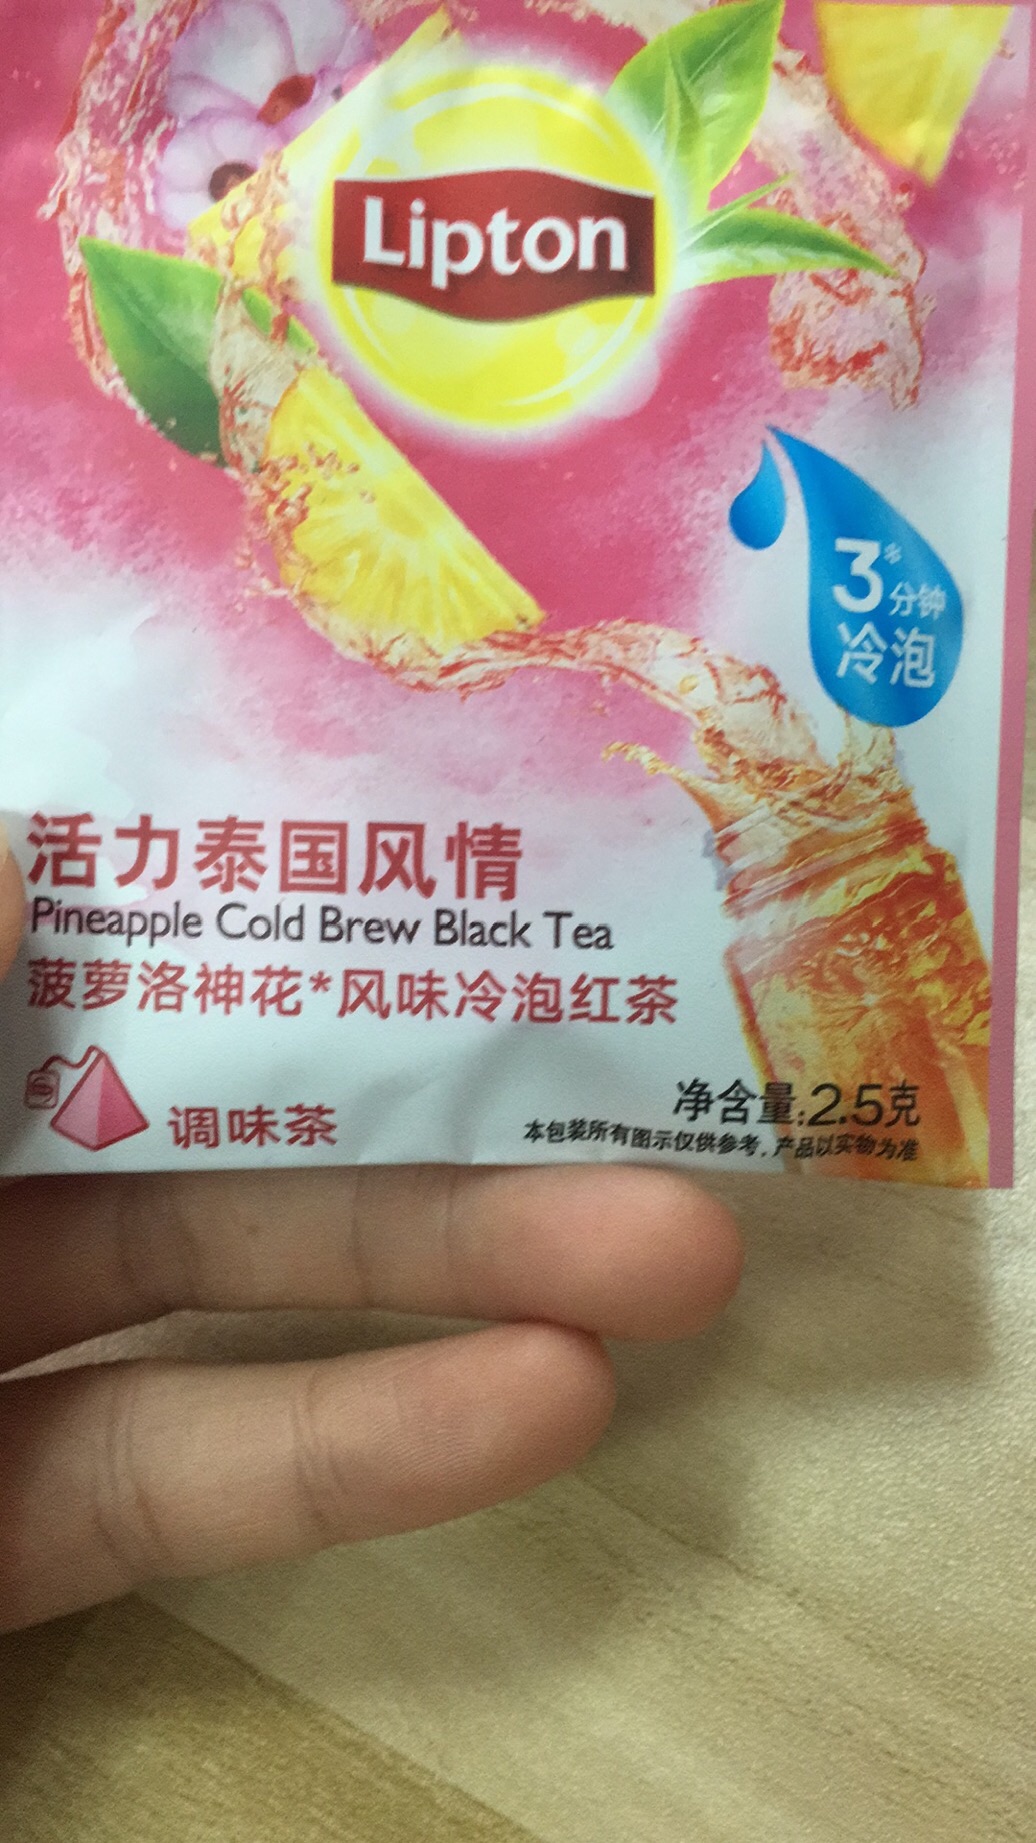 Lipton
3*分钟
冷泡
活力泰国风情
Pineapple Cold Brew Black Tea
菠萝洛神花*风味冷泡红茶
调味茶
净含量:2.5克
本包装所有图示仅供参考，产品以实物为准